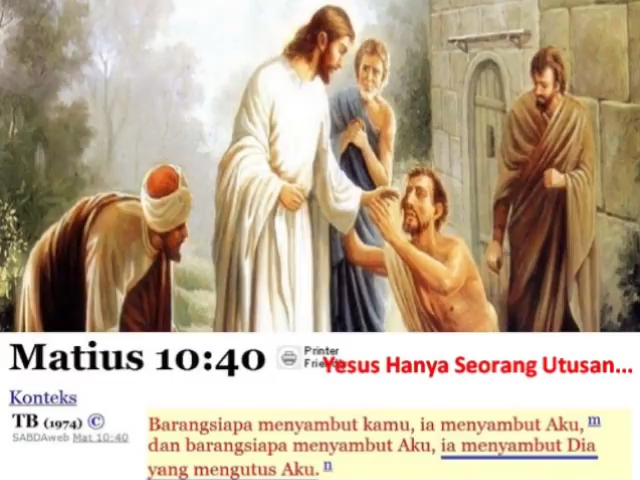 Matius 10:40
Printer
Friendly
Yesus Hanya Seorang Utusan...
Konteks
TB (1974) ©
SABDAweb Mat 10:40
Barangsiapa menyambut kamu, ia menyambut Aku, m
dan barangsiapa menyambut Aku, ia menyambut Dia
yang mengutus Aku. n